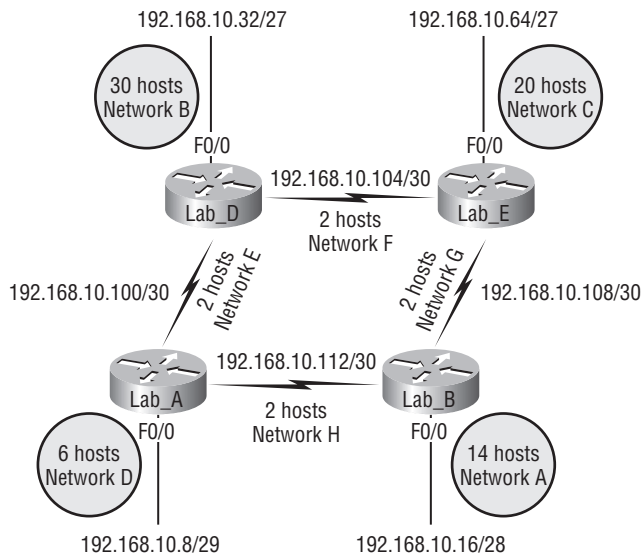 192.168.10.32/27
192.168.10.64/27
30 hosts
Network B
20 hosts
Network C
F0/0
F0/0
192.168.10.104/30
Lab_D
Lab_E
2 hosts
Network F
2 hosts
Network E
2 hosts
Network G
192.168.10.100/30
192.168.10.108/30
192.168.10.112/30
Lab_A
Lab_B
2 hosts
Network H
F0/0
F0/0
6 hosts
Network D
14 hosts
Network A
192.168.10.8/29
192.168.10.16/28